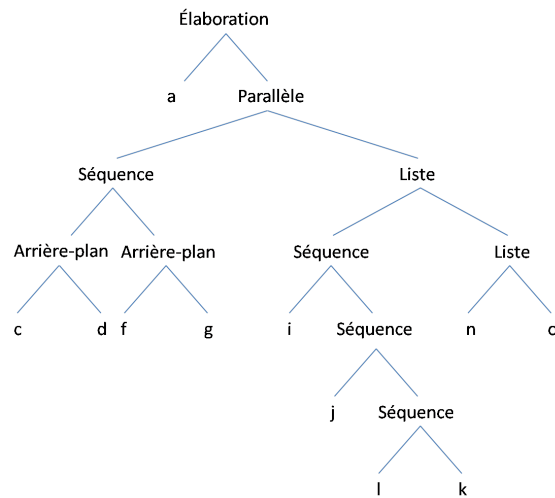 Élaboration
a Parallèle
Séquence Liste
Arrière-plan Arrière-plan Séquence Liste
c d f g i Séquence n o
j Séquence
l k